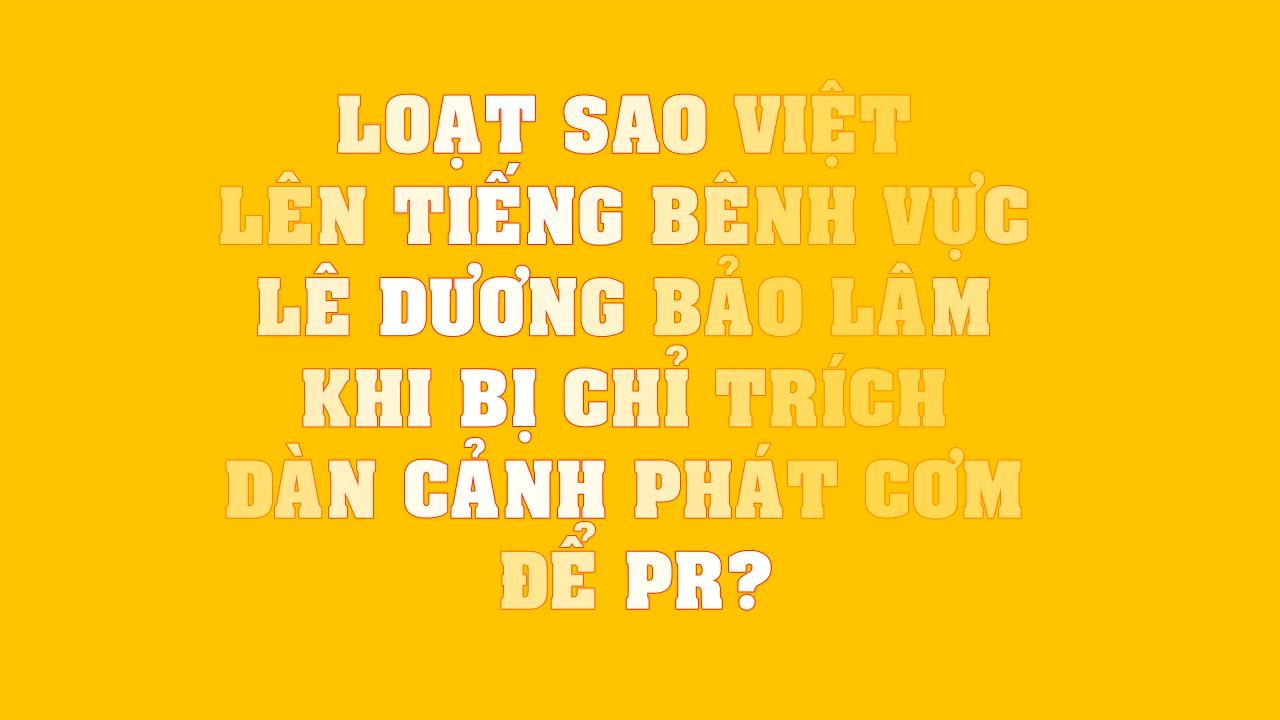 LOẠT SAO VIỆT
LÊN TIẾNG BÊNH VỰC
LÊ DƯƠNG BẢO LÂM
KHI BỊ CHỈ TRÍCH
DÀN CẢNH PHÁT CƠM
ĐỂ PR?